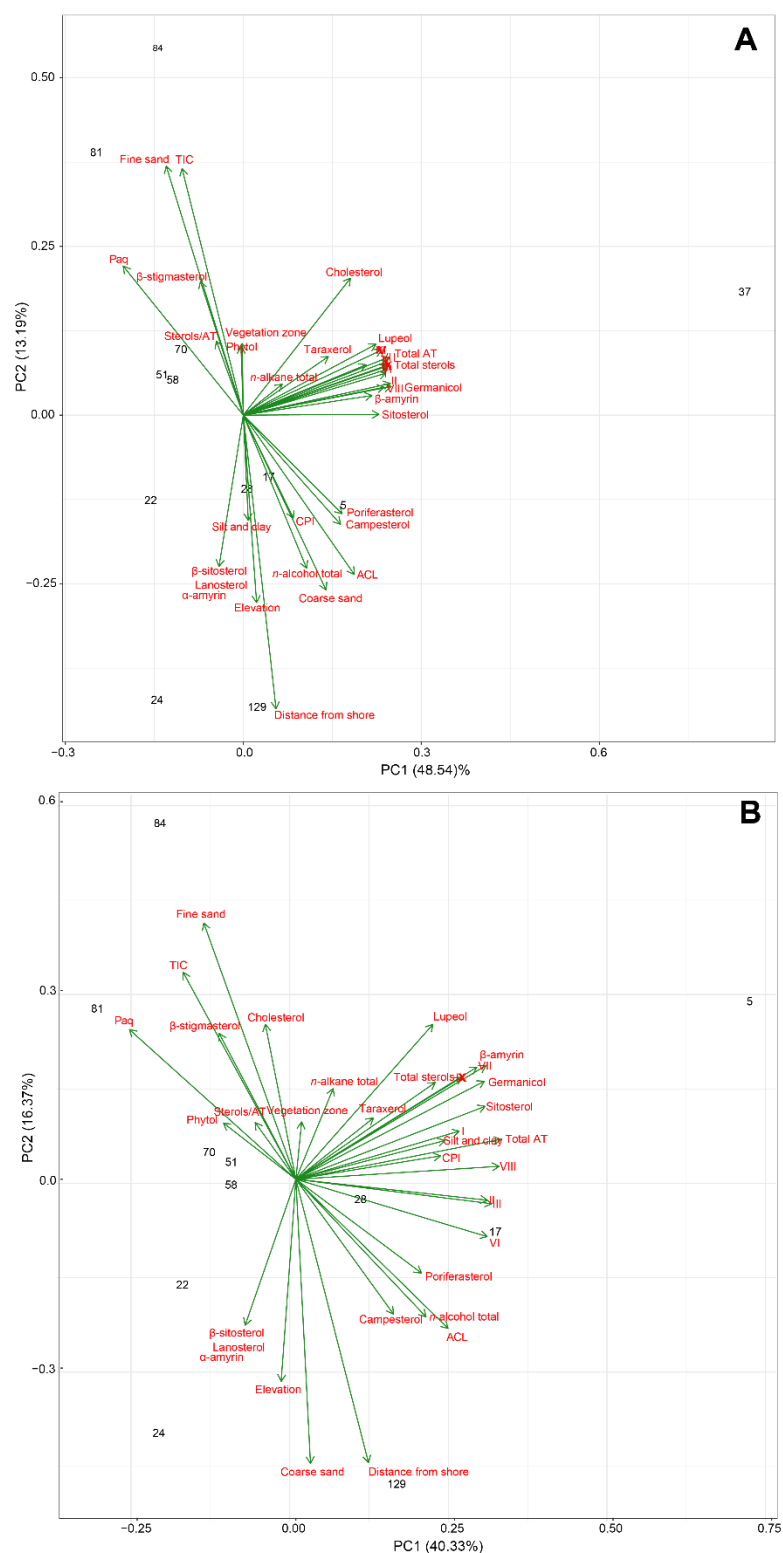 A
84
0.50
81
Fine sand TIC
0.25
Paq
β-stigmasterol
Cholesterol
37
PC2 (13.19%)
Sterols/AT
Vegetation zone
Phytol
70
Lupeol
Taraxerol
Total AT
Total sterols
51
58
n-alkane total
II
VIII Germanicol
β-amyrin
0.00
Sitosterol
22
28
17
5
Poriferasterol
Silt and clay
CPI
Campesterol
−0.25
β-sitosterol
n-alcohol total
ACL
Lanosterol
α-amyrin
Elevation
Coarse sand
24
129
Distance from shore
−0.3
0.0
0.3
0.6
PC1 (48.54)%
B
0.6
84
Fine sand
TIC
0.3
81
5
Paq
β-stigmasterol
Cholesterol
Lupeol
β-amyrin
VII
n-alkane total
Total sterols
X
Germanicol
PC2 (16.37%)
Phytol
Sterols/AT
Vegetation zone
Taraxerol
Sitosterol
I
Silt and clay
Total AT
70
51
CPI
VIII
0.0
58
28
II
III
17
VI
22
Poriferasterol
β-sitosterol
Campesterol
n-alcohol total
Lanosterol
ACL
α-amyrin
−0.3
Elevation
24
Coarse sand
Distance from shore
129
−0.25
0.00
0.25
0.50
0.75
PC1 (40.33%)